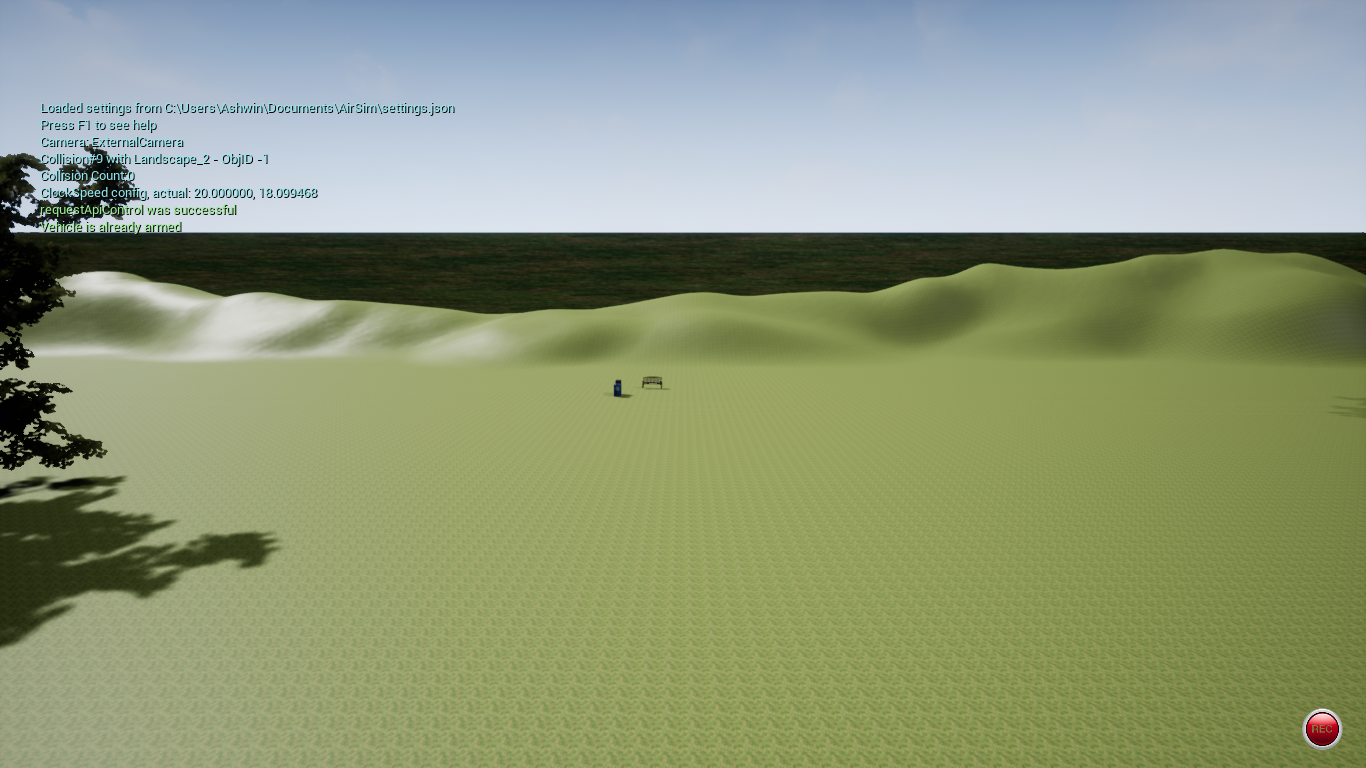 Loaded settings from C:\Users\Ashwin\Documents\AirSim\settings.json
Press F1 to see help
Camera: ExternalCamera
Collision#9 with Landscape_2 - ObjID -1
Collision Count:0
ClockSpeed config, actual: 20.000000, 18.099468
requestApiControl was successful
Vehicle is already armed
REC